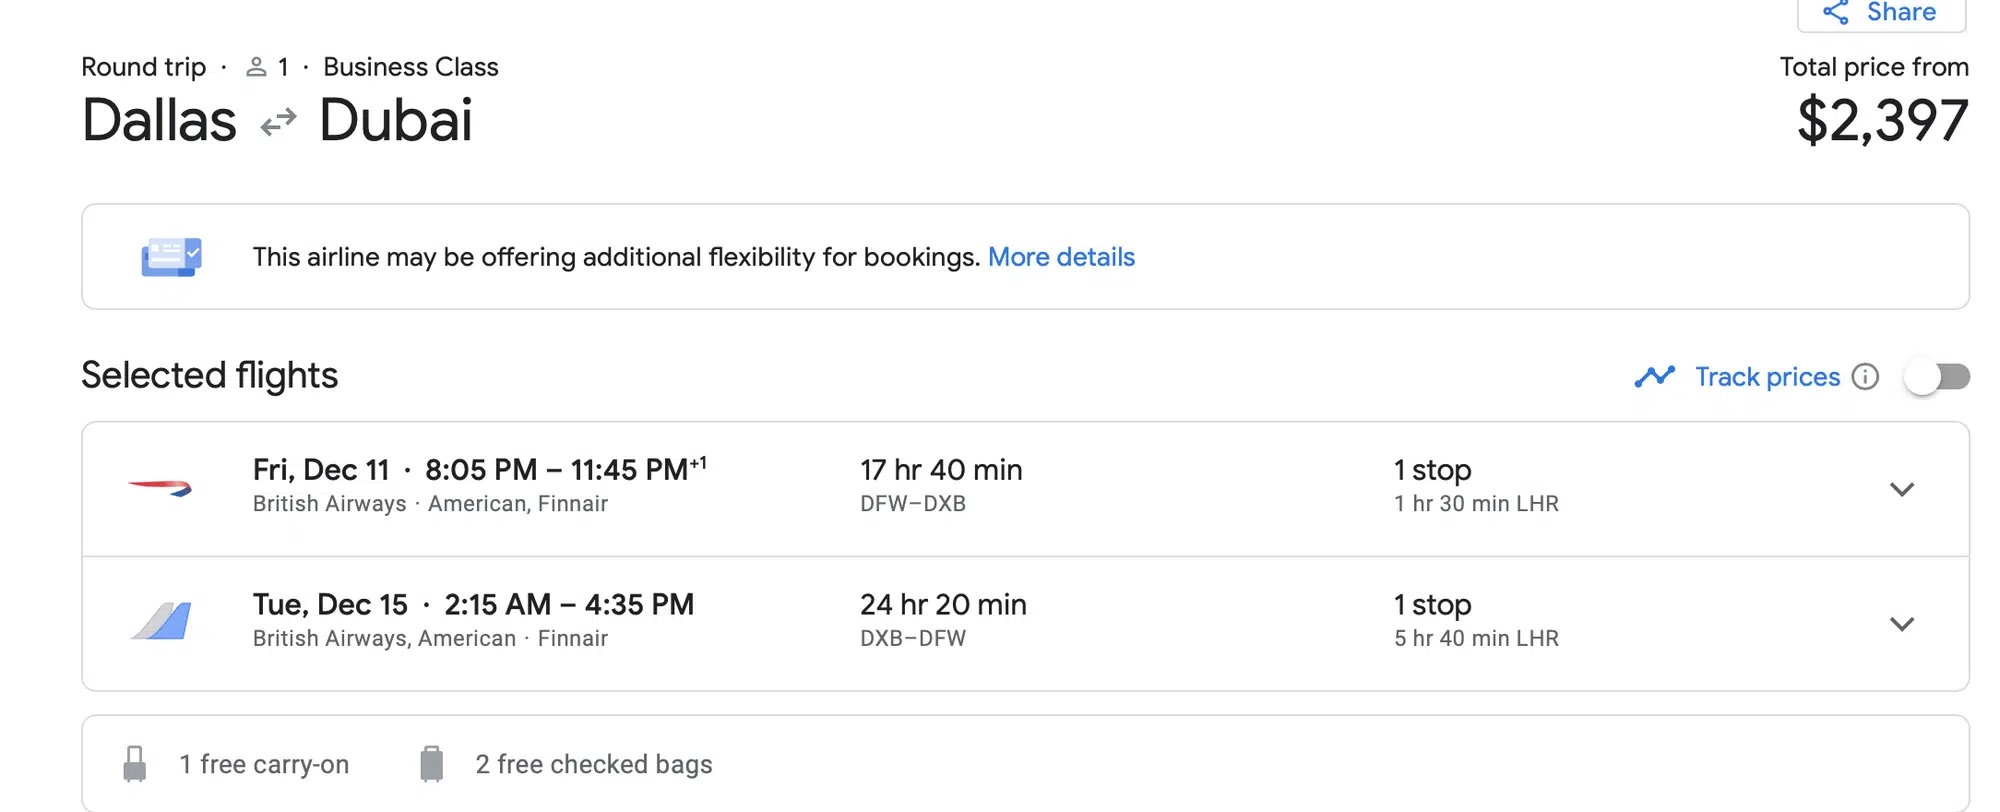 Share
Round trip · 1 · Business Class
Total price from
Dallas Dubai
$2,397
This airline may be offering additional flexibility for bookings. More details
Selected flights
Track prices
Fri, Dec 11 · 8:05 PM – 11:45 PM+1
17 hr 40 min
1 stop
British Airways · American, Finnair
DFW–DXB
1 hr 30 min LHR
Tue, Dec 15 · 2:15 AM – 4:35 PM
24 hr 20 min
1 stop
British Airways, American · Finnair
DXB–DFW
5 hr 40 min LHR
1 free carry-on
2 free checked bags